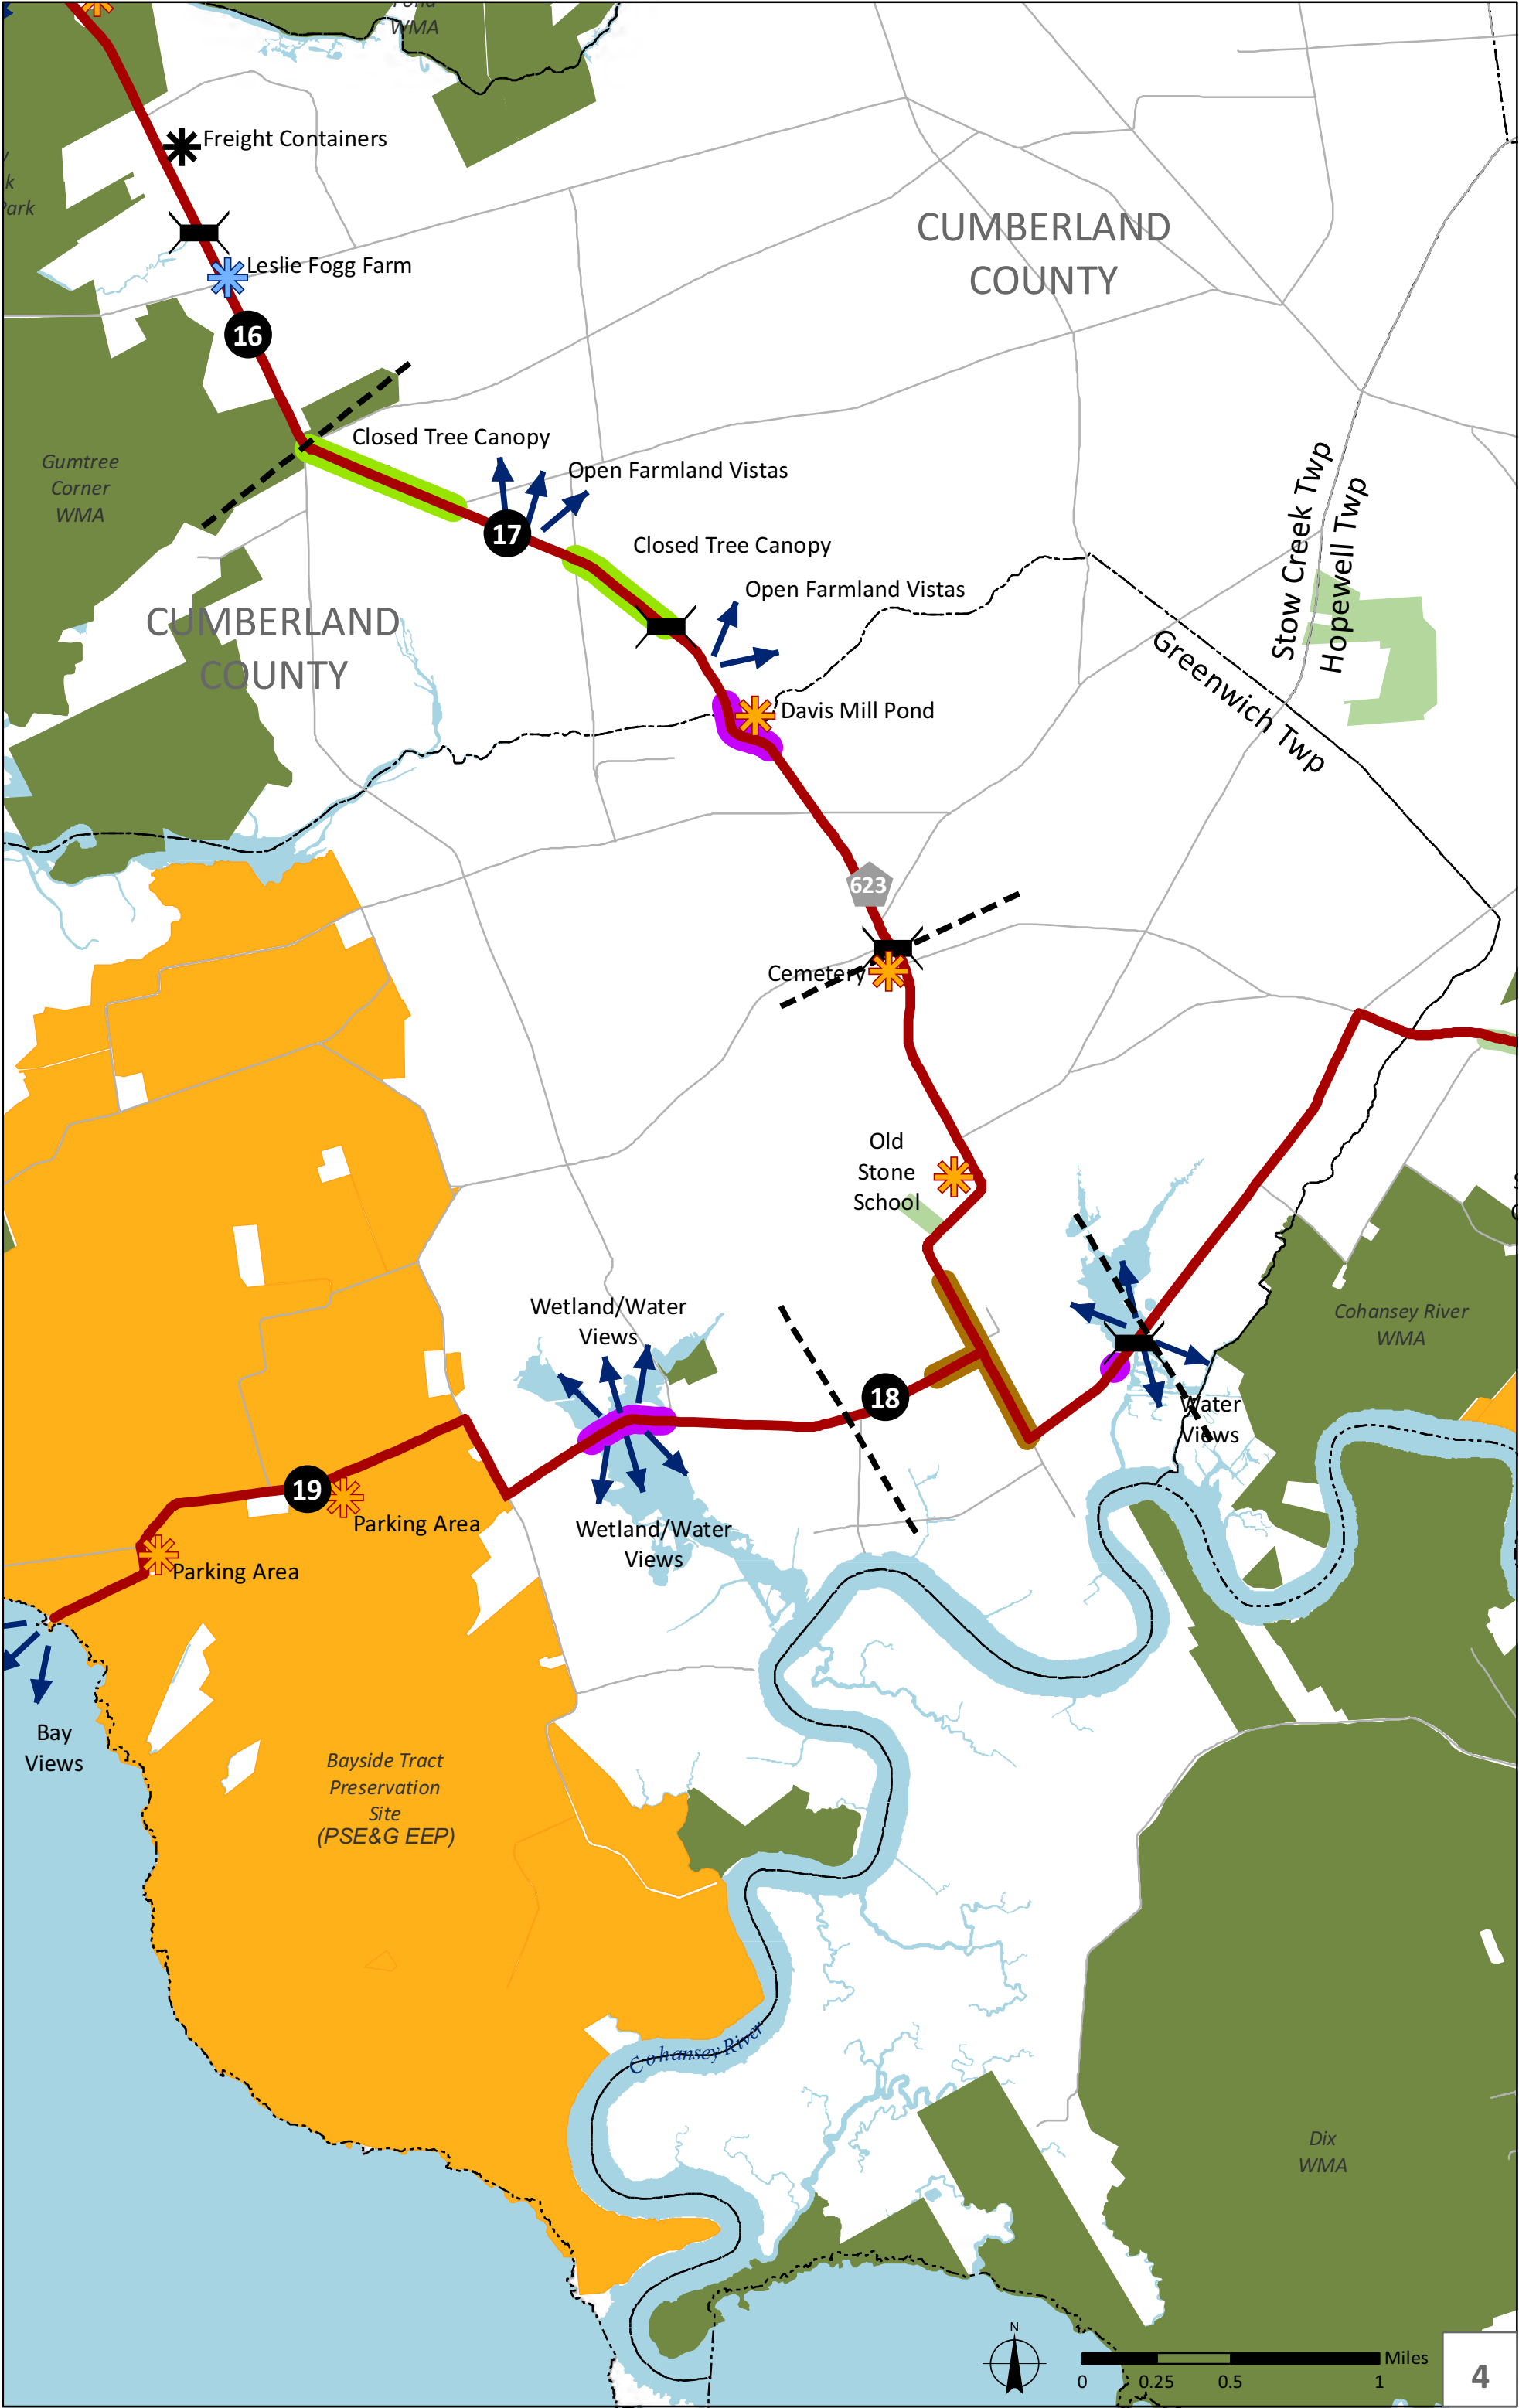 WMA
Freight Containers
Park
CUMBERLAND
COUNTY
Leslie Fogg Farm
16
Closed Tree Canopy
Gumtree
Corner
WMA
Open Farmland Vistas
17
Stow Creek Twp
Hopewell Twp
Closed Tree Canopy
Open Farmland Vistas
CUMBERLAND
COUNTY
Greenwich Twp
Davis Mill Pond
623
Cemetery
Old
Stone
School
Wetland/Water
Views
Cohansey River
WMA
18
Water
Views
19
Parking Area
Wetland/Water
Views
Parking Area
Bay
Views
Bayside Tract
Preservation
Site
(PSE&G EEP)
Cohansey River
Dix
WMA
N
Miles
0 0.25 0.5 1
4